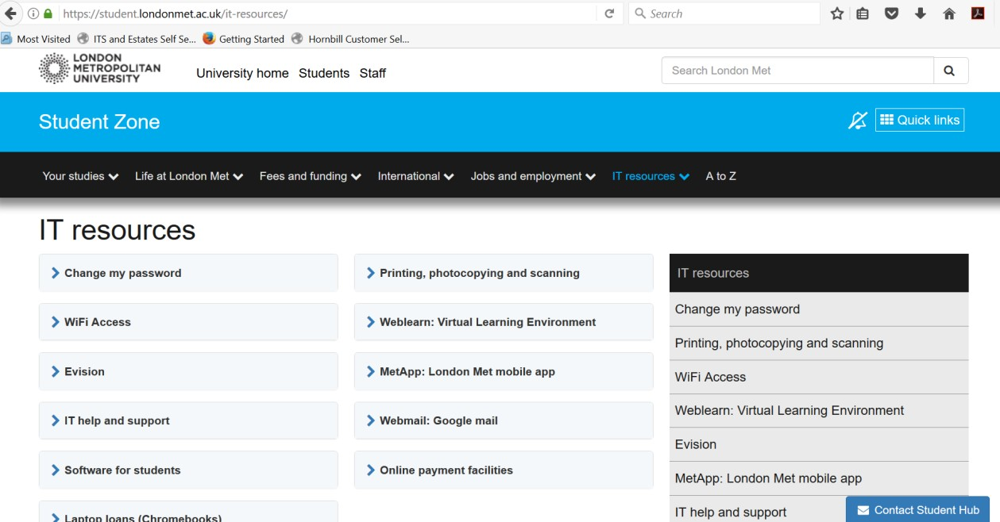 https://student.londonmet.ac.uk/it-resources/
Search
Most Visited
ITS and Estates Self Se...
Getting Started
Hornbill Customer Sel...
LONDON
METROPOLITAN
UNIVERSITY
University home
Students
Staff
Search London Met
Student Zone
Quick links
Your studies
Life at London Met
Fees and funding
International
Jobs and employment
IT resources
A to Z
IT resources
Change my password
WiFi Access
Evision
IT help and support
Software for students
Laptop loans (Chromebooks)
Printing, photocopying and scanning
Weblearn: Virtual Learning Environment
MetApp: London Met mobile app
Webmail: Google mail
Online payment facilities
IT resources
Change my password
Printing, photocopying and scanning
WiFi Access
Weblearn: Virtual Learning Environment
Evision
MetApp: London Met mobile app
IT help and support
Contact Student Hub